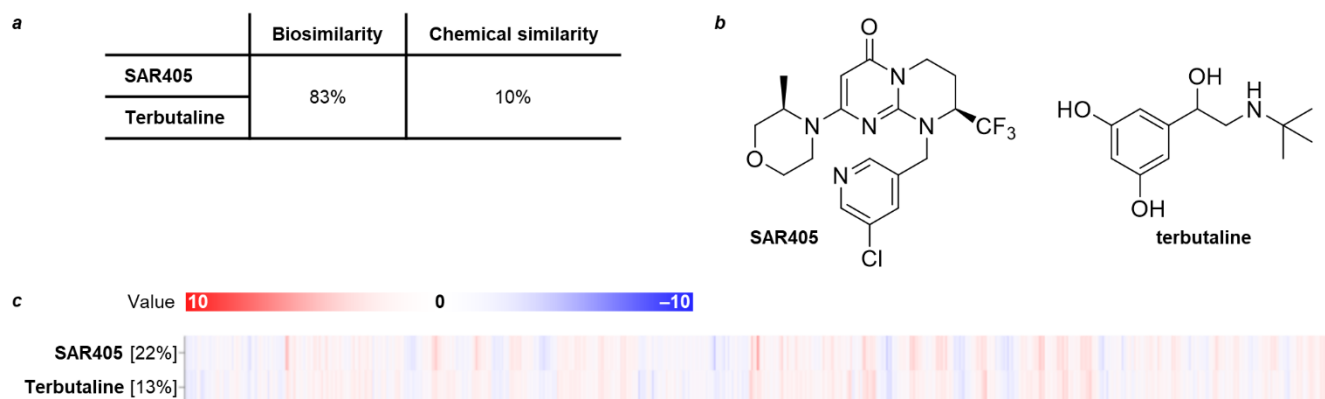 a
Biosimilarity Chemical similarity
SAR405
83% 10%
Terbutaline
b
O
N
N
N
N
O
CF3
N
Cl
SAR405
HO
OH
OH
H
N
terbutaline
c
Value 10 0 –10
SAR405 [22%]
Terbutaline [13%]